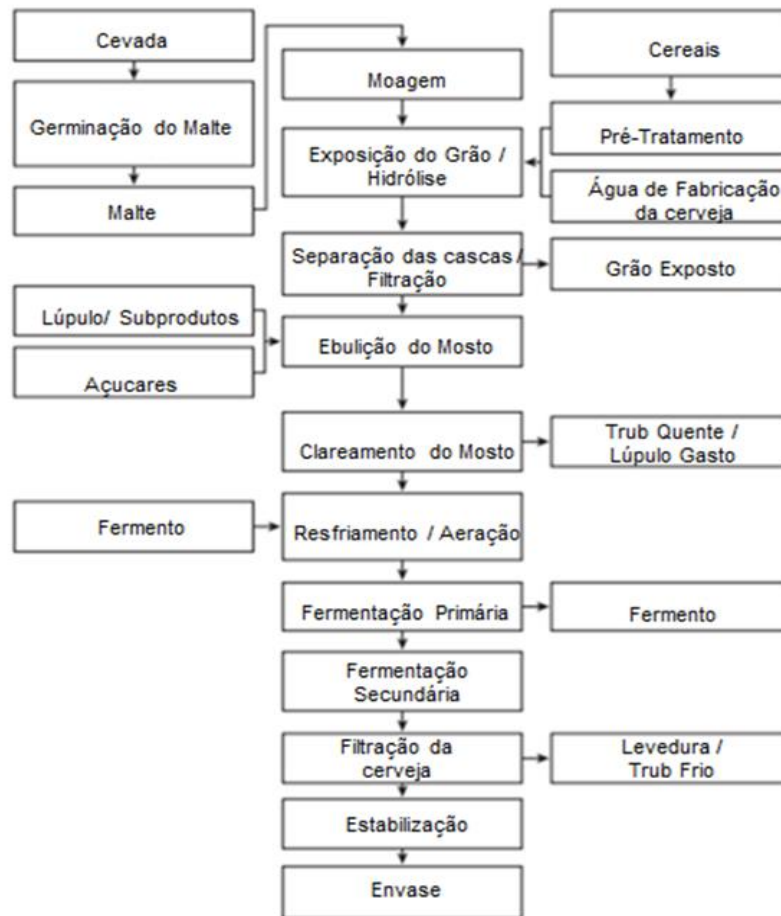 Cevada
Germinação do Malte
Malte
Moagem
Cereais
Pré-Tratamento
Água de Fabricação
da cerveja
Exposição do Grão /
Hidrólise
Separação das cascas /
Filtração
Grão Exposto
Lúpulo/ Subprodutos
Açucares
Ebulição do Mosto
Clareamento do Mosto
Trub Quente /
Lúpulo Gasto
Fermento
Resfriamento / Aeração
Fermentação Primária
Fermento
Fermentação
Secundária
Filtração da
cerveja
Levedura /
Trub Frio
Estabilização
Envase